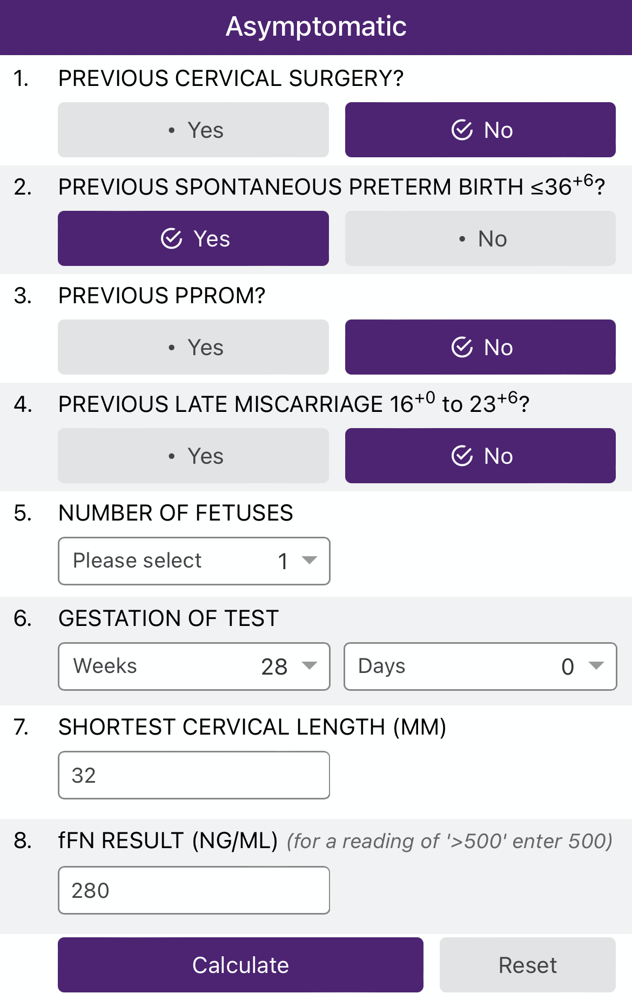 Asymptomatic
1. PREVIOUS CERVICAL SURGERY?
• Yes No
2. PREVIOUS SPONTANEOUS PRETERM BIRTH ≤36⁺⁶?
Yes • No
3. PREVIOUS PPROM?
• Yes No
4. PREVIOUS LATE MISCARRIAGE 16⁺⁰ to 23⁺⁶?
• Yes No
5. NUMBER OF FETUSES
Please select 1
6. GESTATION OF TEST
Weeks 28 Days 0
7. SHORTEST CERVICAL LENGTH (MM)
32
8. fFN RESULT (NG/ML) (for a reading of '>500' enter 500)
280
Calculate Reset